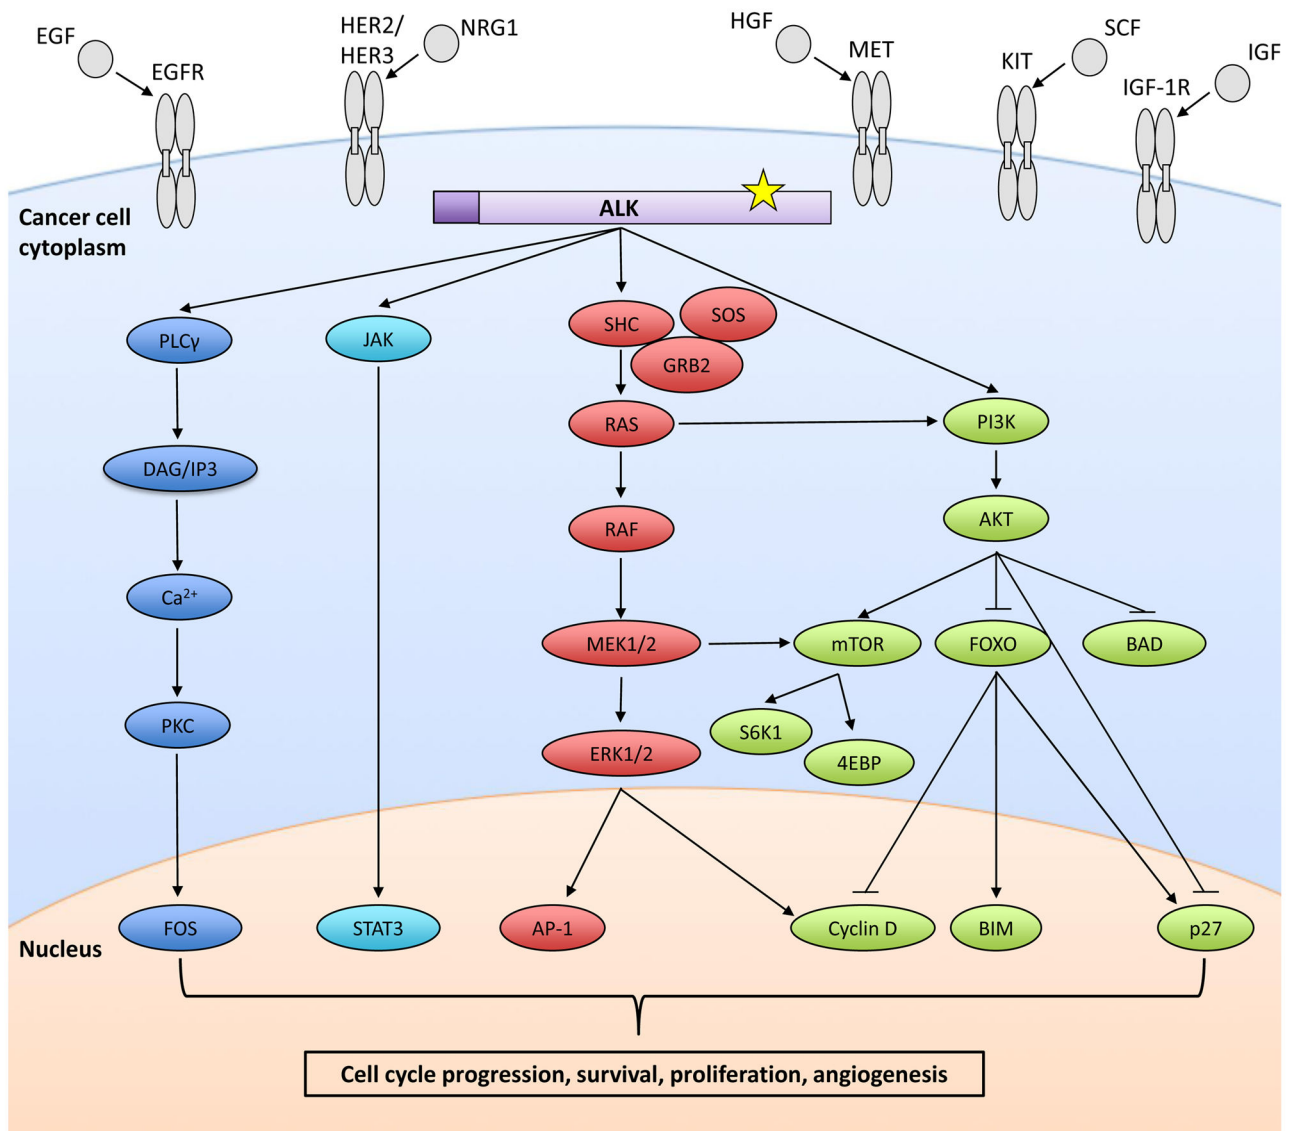 EGF
EGFR
HER2/
HER3
NRG1
HGF
MET
KIT
SCF
IGF-1R
IGF
Cancer cell
cytoplasm
ALK
PLCγ
JAK
SHC
SOS
GRB2
RAS
PI3K
DAG/IP3
RAF
AKT
Ca²⁺
MEK1/2
mTOR
FOXO
BAD
PKC
ERK1/2
S6K1
4EBP
Nucleus
FOS
STAT3
AP-1
Cyclin D
BIM
p27
Cell cycle progression, survival, proliferation, angiogenesis